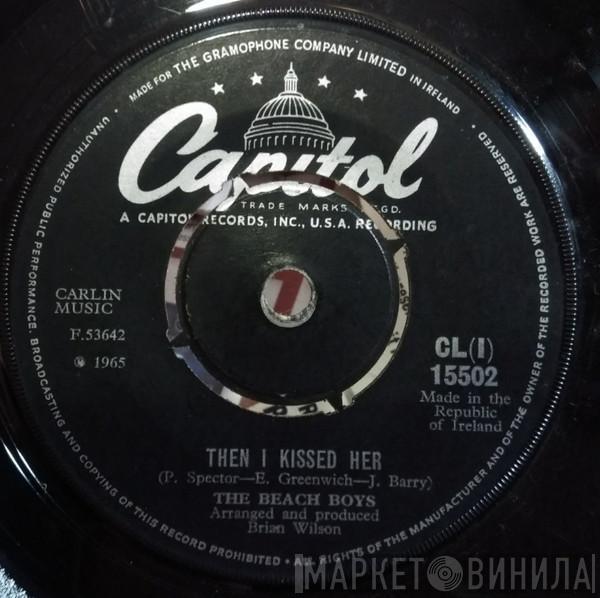 MADE FOR THE GRAMOPHONE COMPANY LIMITED IN IRELAND • ALL RIGHTS OF THE MANUFACTURER AND OF THE OWNER OF THE RECORDED WORK ARE RESERVED •
UNAUTHORIZED PUBLIC PERFORMANCE, BROADCASTING AND COPYING OF THIS RECORD PROHIBITED •
Capitol
TRADE MARKS GD.
A CAPITOL RECORDS, INC., U.S.A. RECORDING
CARLIN
MUSIC
F.53642
℗ 1965
CL(I)
15502
Made in the
Republic
of Ireland
THEN I KISSED HER
(P. Spector—E. Greenwich—J. Barry)
THE BEACH BOYS
Arranged and produced
Brian Wilson
МАРКЕТ ВИНИЛА